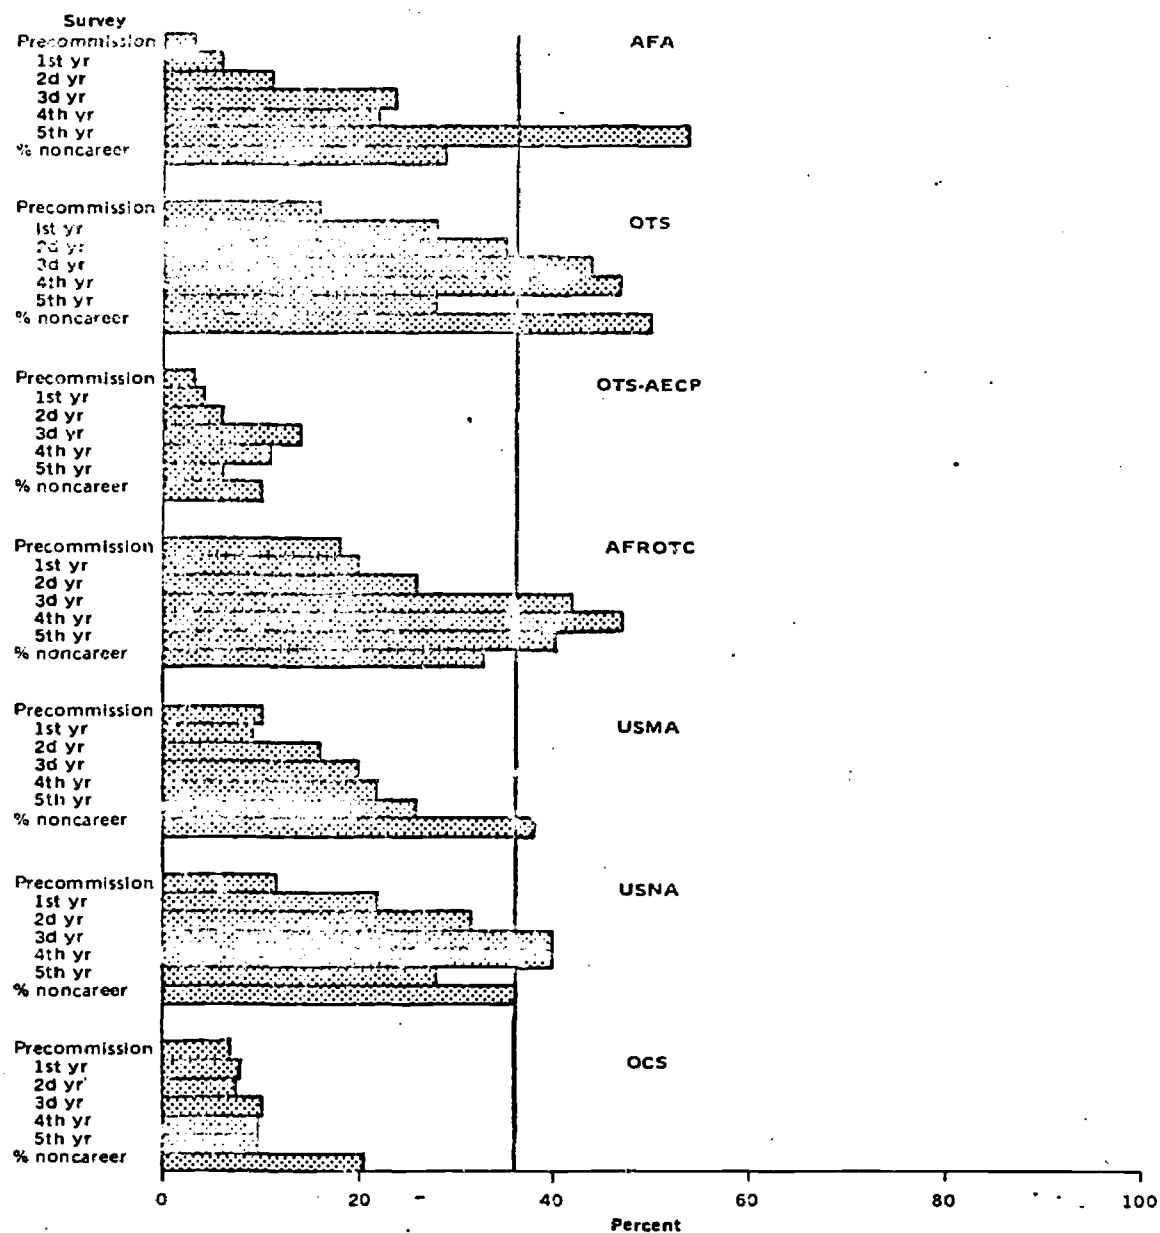 Survey
Precommission AFA
1st yr
2d yr
3d yr
4th yr
5th yr
% noncareer
Precommission
1st yr OTS
2d yr
3d yr
4th yr
5th yr
% noncareer
Precommission OTS-AECP
1st yr
2d yr
3d yr
4th yr
5th yr
% noncareer
Precommission AFROTC
1st yr
2d yr
3d yr
4th yr
5th yr
% noncareer
Precommission
1st yr USMA
2d yr
3d yr
4th yr
5th yr
% noncareer
Precommission USNA
1st yr
2d yr
3d yr
4th yr
5th yr
% noncareer
Precommission
1st yr OCS
2d yr
3d yr
4th yr
5th yr
% noncareer
0 20 40 60 80 100
Percent